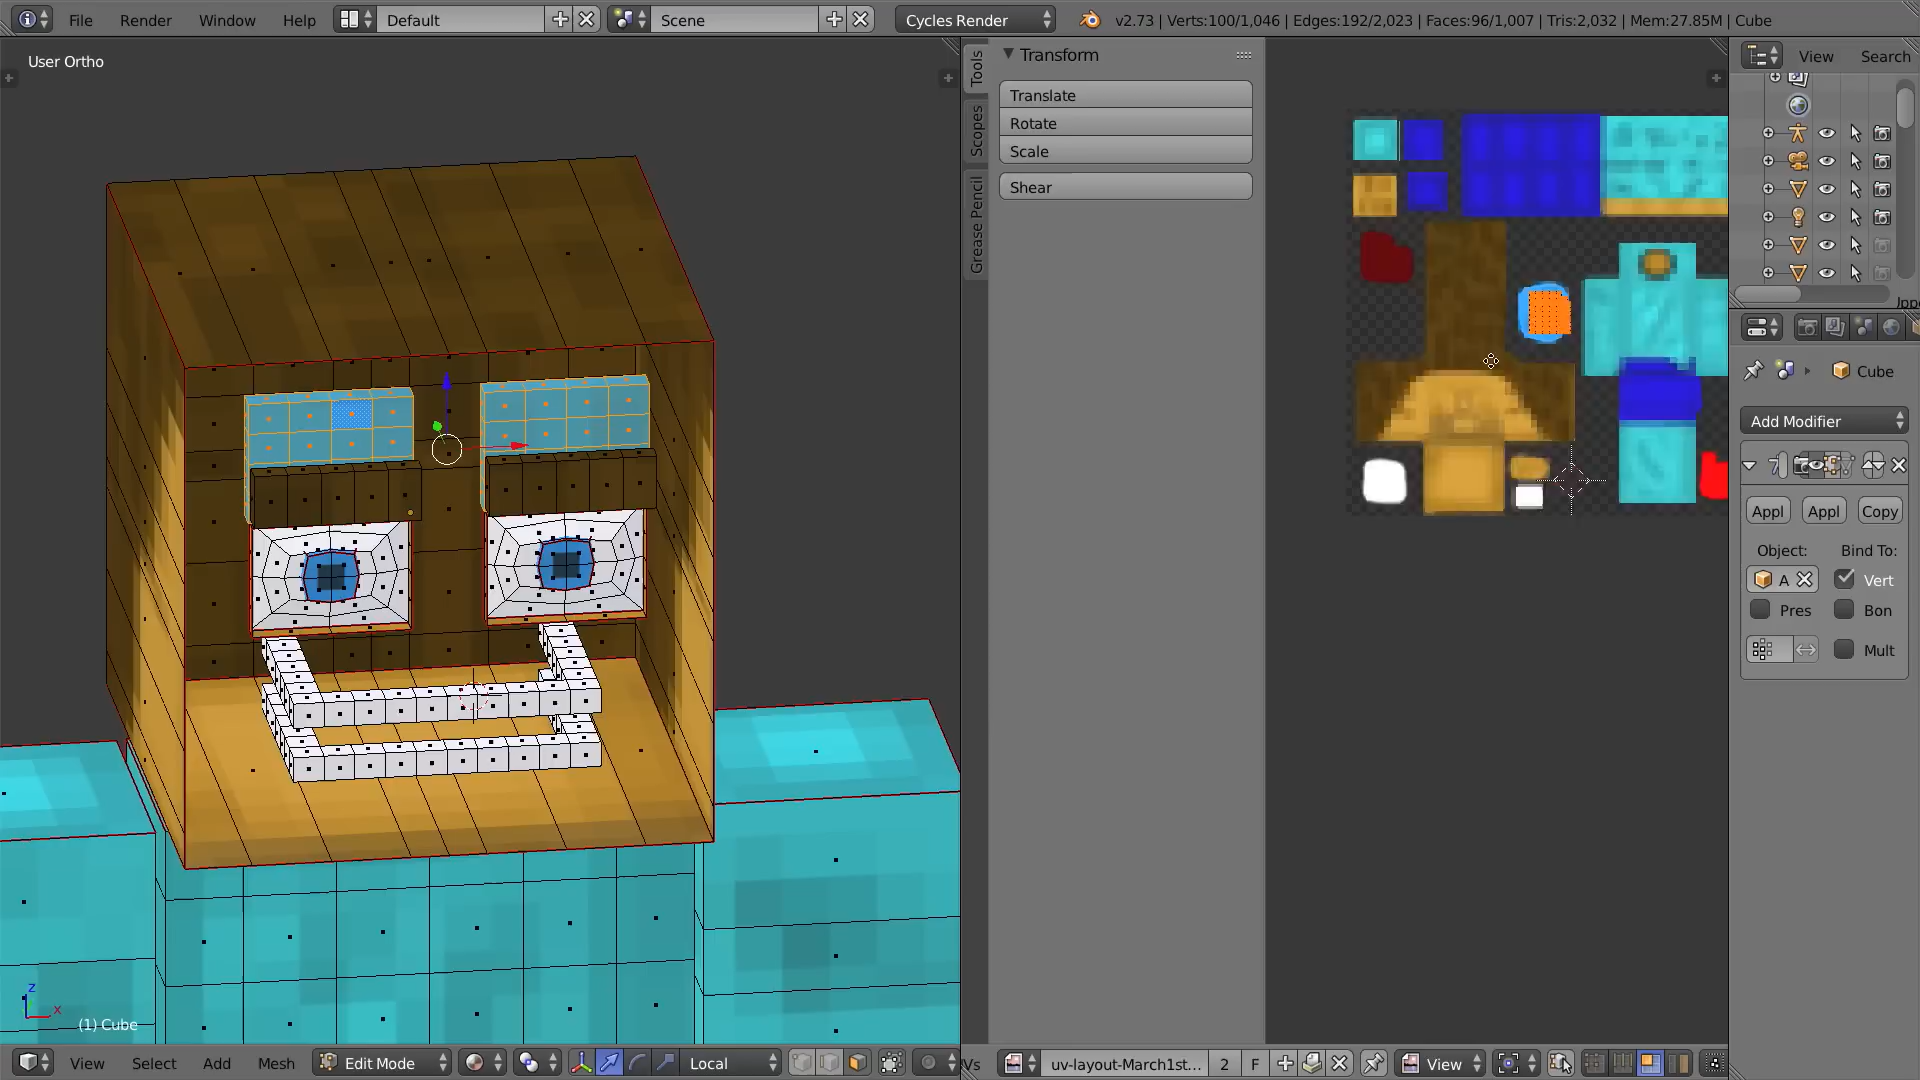 File Render Window Help Default Scene Cycles Render v2.73 | Verts:100/1,046 | Edges:192/2,023 | Faces:96/1,007 | Tris:2,032 | Mem:27.85M | Cube
User Ortho
Tools
Scopes
Grease Pencil
Transform
Translate
Rotate
Scale
Shear
View Search
Cube
Add Modifier
Appl Appl Copy
Object: Bind To:
A Vert
Pres Bon
Mult
z
x
(1) Cube
View Select Add Mesh Edit Mode Local
Vs uv-layout-March1st... 2 F View